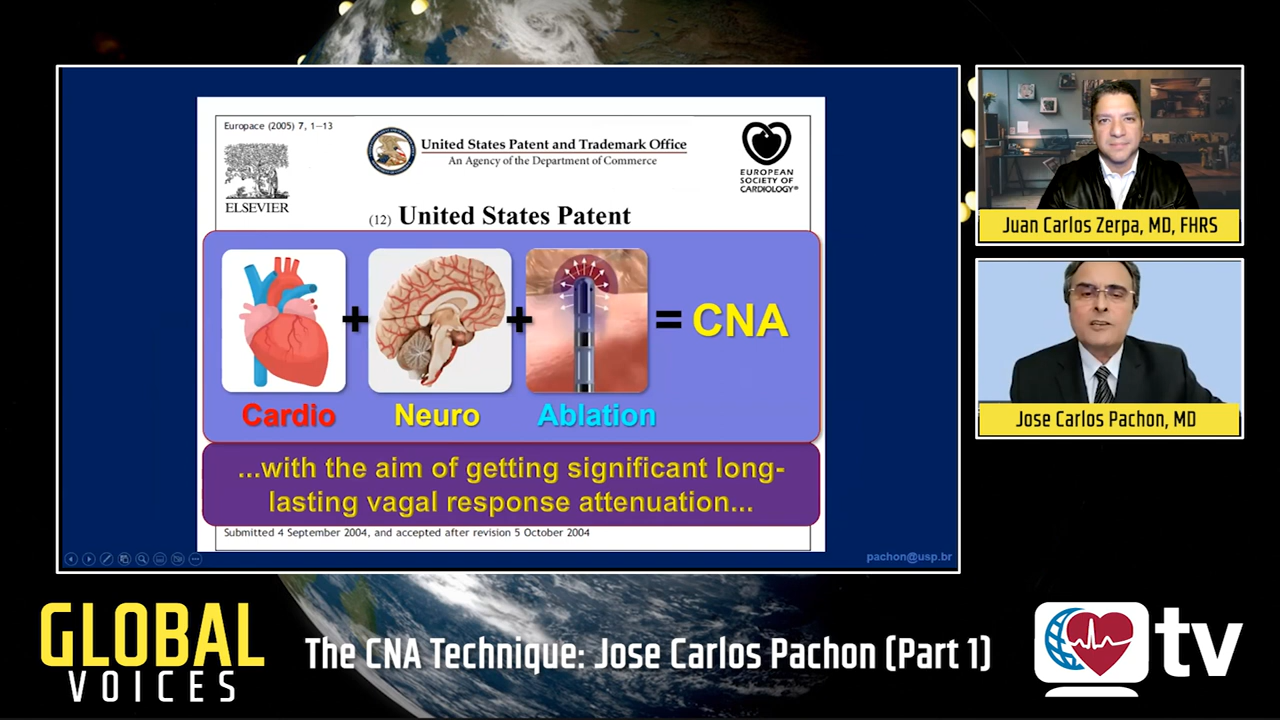 Europace (2005) 7, 1–13
United States Patent and Trademark Office
An Agency of the Department of Commerce
ELSEVIER
EUROPEAN
SOCIETY OF
CARDIOLOGY®
(12) United States Patent
+ + = CNA
Cardio Neuro Ablation
...with the aim of getting significant long-
lasting vagal response attenuation...
Submitted 4 September 2004, and accepted after revision 5 October 2004
pachon@usp.br
Juan Carlos Zerpa, MD, FHRS
Jose Carlos Pachon, MD
GLOBAL
VOICES
The CNA Technique: Jose Carlos Pachon (Part 1)
tv